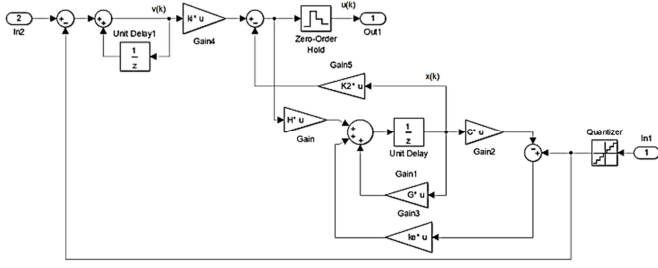 2
In2
v(k)
Unit Delay1
1
z
ki* u
Gain4
u(k)
Zero-Order
Hold
1
Out1
Gain5
K2* u
x(k)
H* u
Gain
1
z
Unit Delay
C* u
Gain2
Quantizer
In1
1
Gain1
G* u
Gain3
ke* u